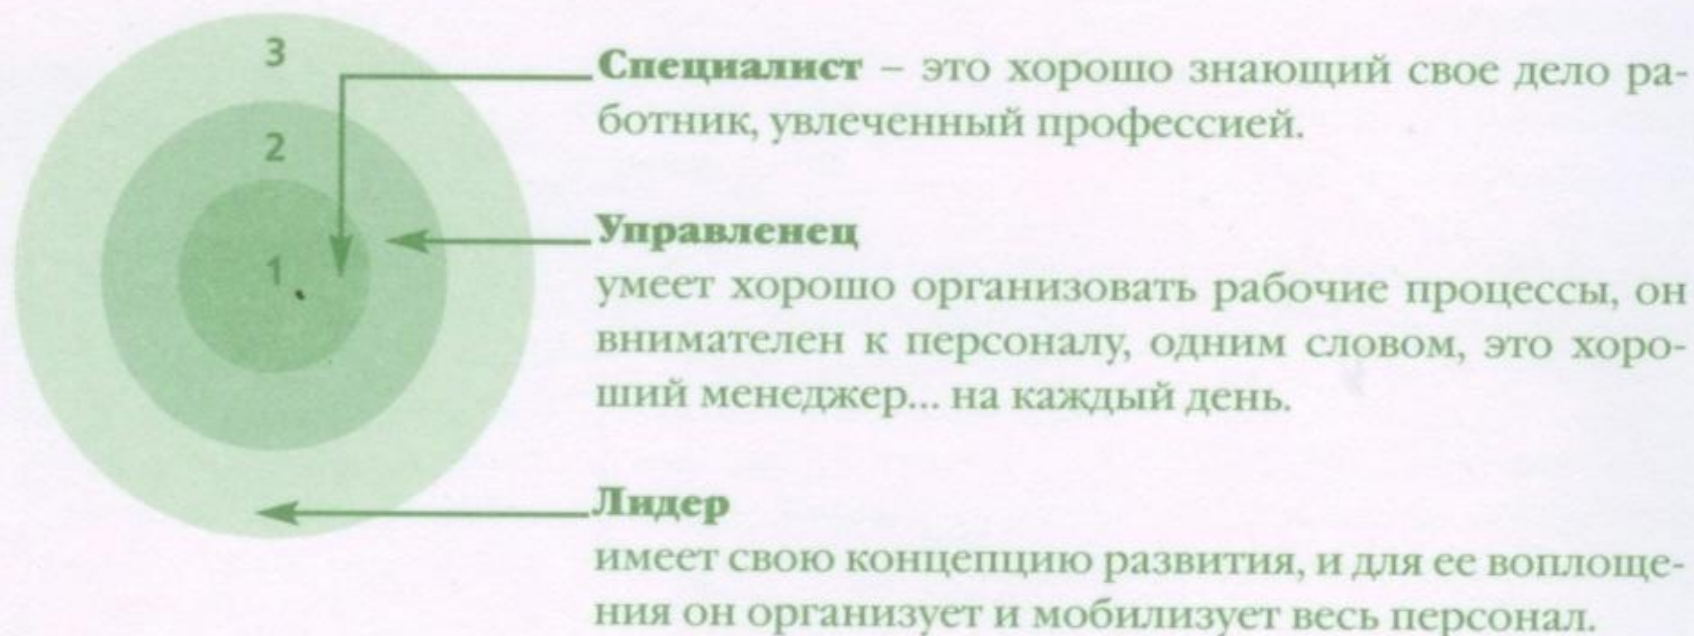 3
2
1
Специалист – это хорошо знающий свое дело ра-
ботник, увлеченный профессией.
Управленец
умеет хорошо организовать рабочие процессы, он
внимателен к персоналу, одним словом, это хоро-
ший менеджер... на каждый день.
Лидер
имеет свою концепцию развития, и для ее воплоще-
ния он организует и мобилизует весь персонал.